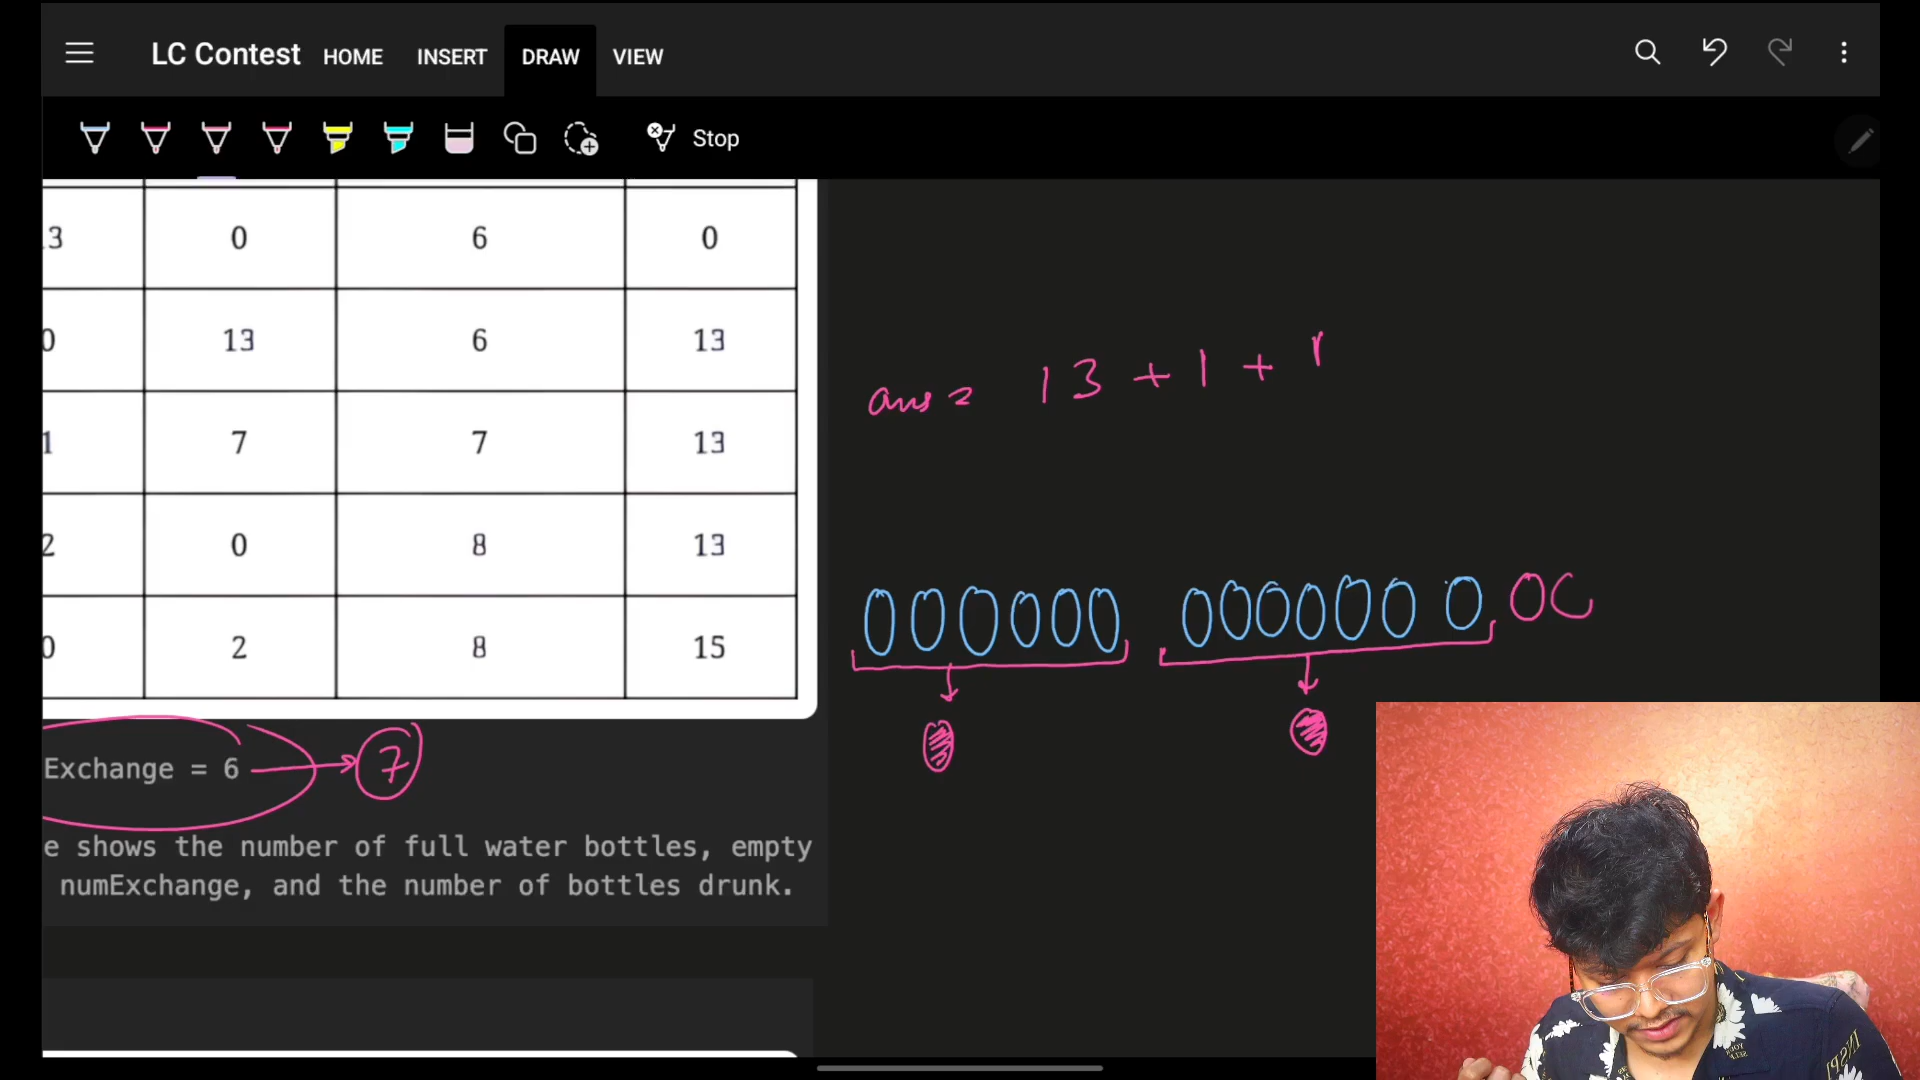 LC Contest HOME INSERT DRAW VIEW
Stop
3 0 6 0
0 13 6 13
1 7 7 13
2 0 8 13
0 2 8 15
ans = 13 + 1 + 1
Exchange = 6 → 7
e shows the number of full water bottles, empty
numExchange, and the number of bottles drunk.